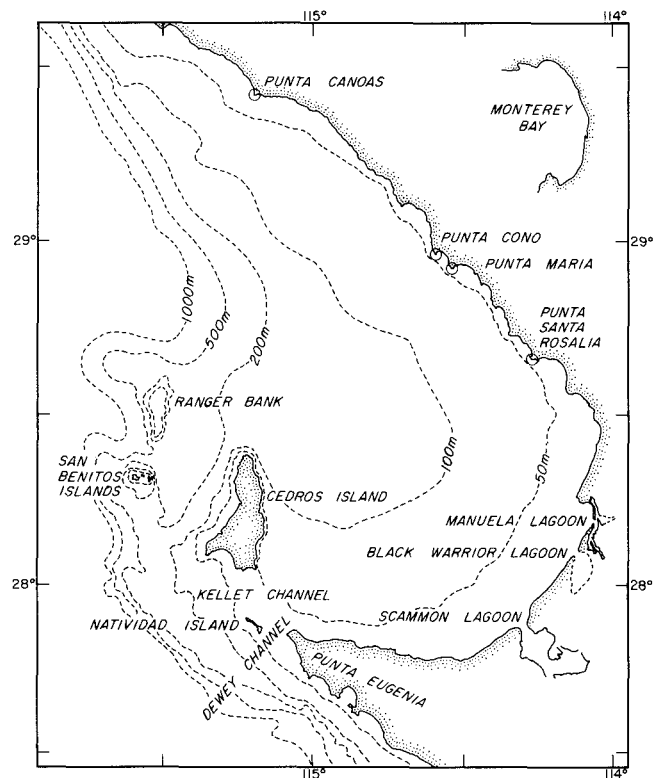 115°
114°
PUNTA CANOAS
MONTEREY
BAY
29°
29°
PUNTA CONO
PUNTA MARIA
1000m
500m
200m
PUNTA
SANTA
ROSALIA
RANGER BANK
100m
50m
SAN
BENITOS
ISLANDS
CEDROS ISLAND
MANUELA LAGOON
BLACK WARRIOR LAGOON
28°
28°
KELLET CHANNEL
SCAMMON LAGOON
NATIVIDAD ISLAND
DEWEY CHANNEL
PUNTA EUGENIA
115°
114°